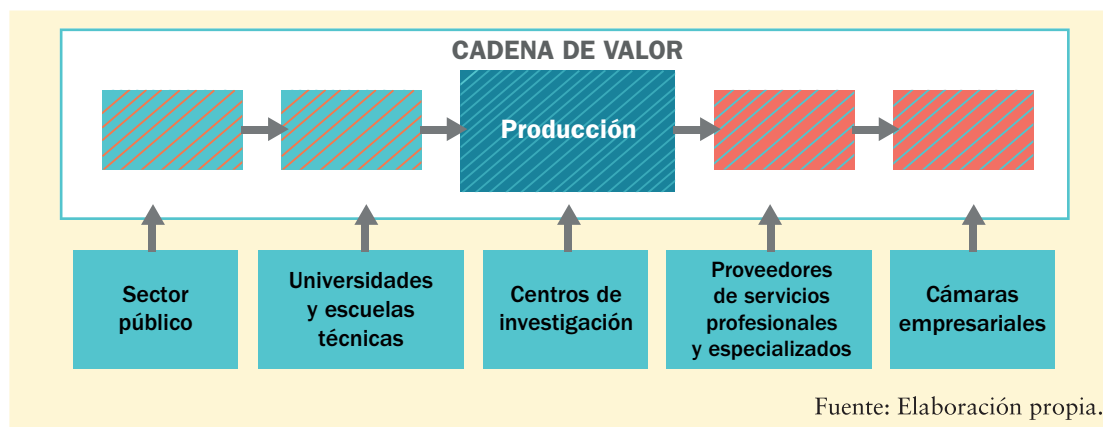 CADENA DE VALOR
Producción
Sector
público
Universidades
y escuelas
técnicas
Centros de
investigación
Proveedores
de servicios
profesionales
y especializados
Cámaras
empresariales
Fuente: Elaboración propia.